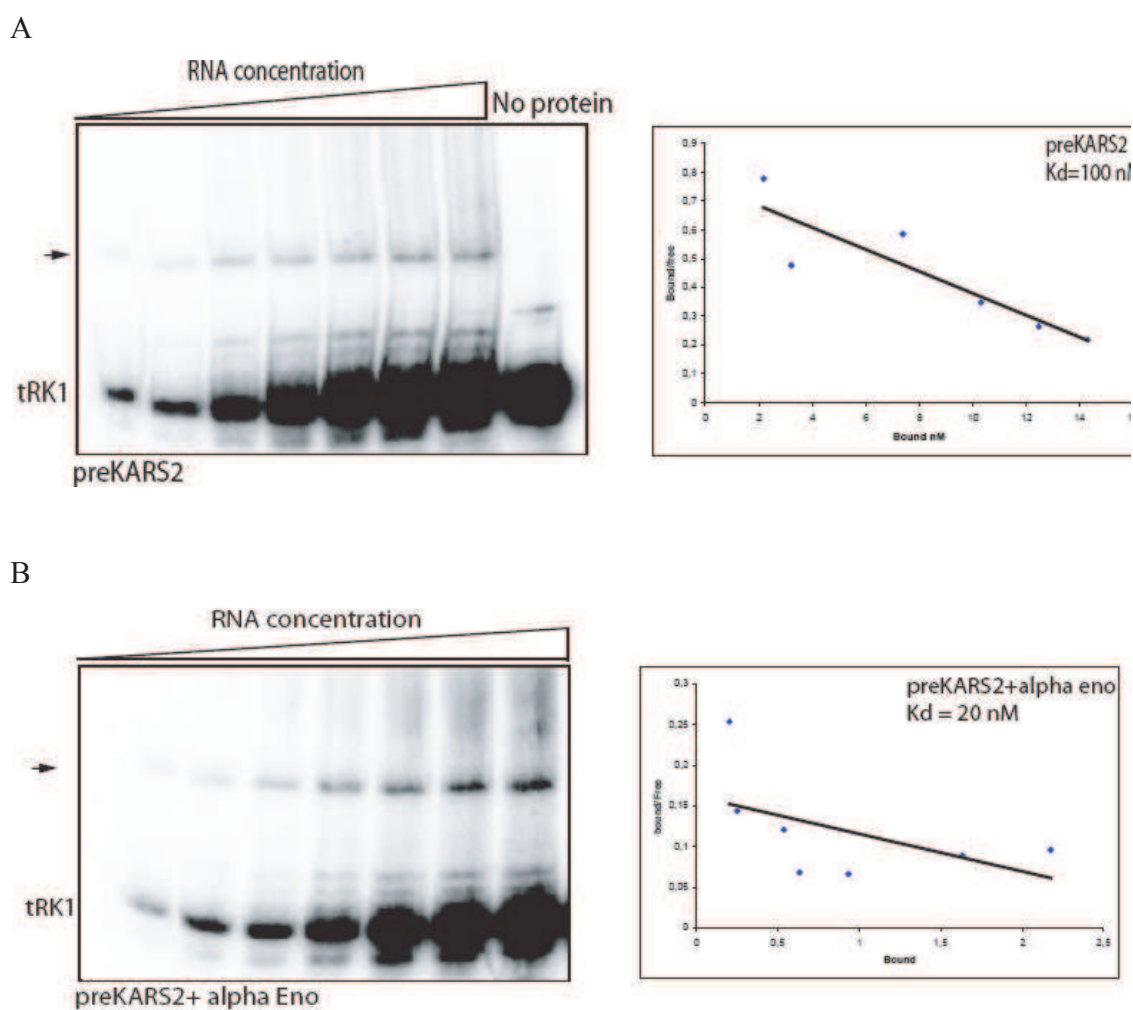 A
RNA concentration
No protein
tRK1
preKARS2
preKARS2
Kd=100 nM
0,9
0,8
0,7
0,6
0,5
0,4
0,3
0,2
0,1
0
Bound/free
0 2 4 6 8 10 12 14
Bound nM
B
RNA concentration
tRK1
preKARS2+ alpha Eno
preKARS2+alpha eno
Kd = 20 nM
0,3
0,25
0,2
0,15
0,1
0,05
0
bound/Free
0 0,5 1 1,5 2 2,5
Bound